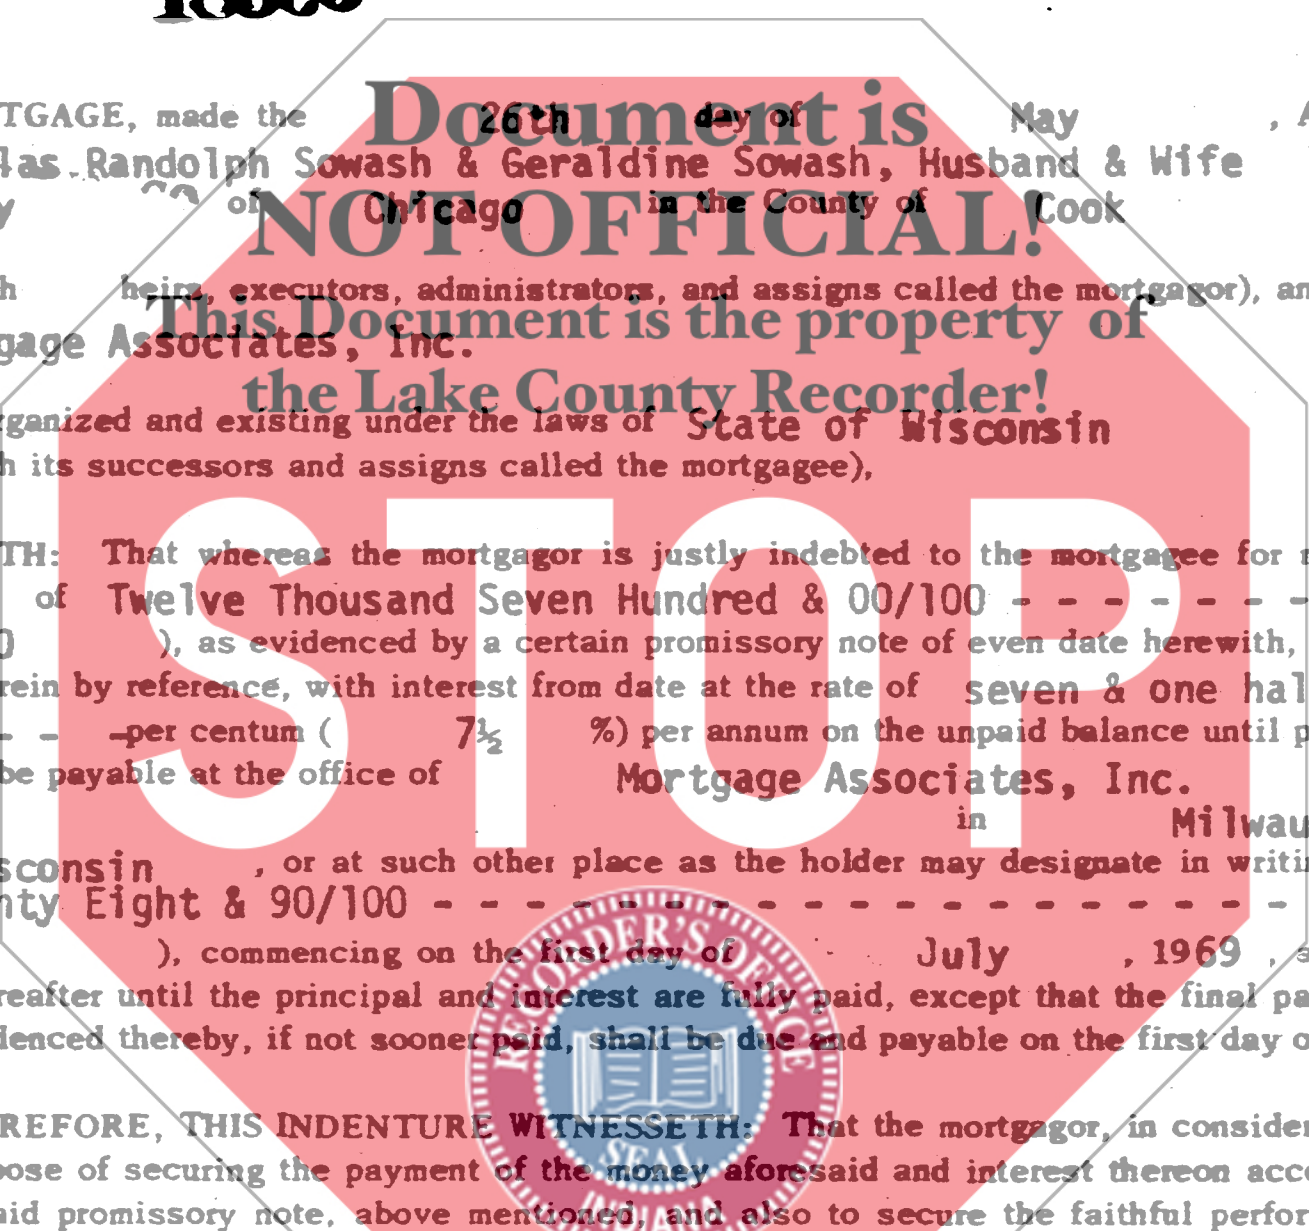 TGAGE, made the 26th day of May , A
las Randolph Sowash & Geraldine Sowash, Husband & Wife
y of Chicago in the County of Cook
h heirs, executors, administrators, and assigns called the mortgagor), an
gage Associates, Inc.
rganized and existing under the laws of State of Wisconsin
h its successors and assigns called the mortgagee),
TH: That whereas the mortgagor is justly indebted to the mortgagee for
of Twelve Thousand Seven Hundred & 00/100 - - - - - - -
0 ), as evidenced by a certain promissory note of even date herewith,
rein by reference, with interest from date at the rate of seven & one hal
- - -per centum ( 7½ %) per annum on the unpaid balance until p
be payable at the office of Mortgage Associates, Inc.
in Milwau
sconsin , or at such other place as the holder may designate in writi
nty Eight & 90/100 - - - - - - - - - - - - - - - - - - -
), commencing on the first day of July , 1969 , a
reafter until the principal and interest are fully paid, except that the final pa
denced thereby, if not sooner paid, shall be due and payable on the first day o
REFORE, THIS INDENTURE WITNESSETH: That the mortgagor, in consider
pose of securing the payment of the money aforesaid and interest thereon acco
aid promissory note, above mentioned, and also to secure the faithful perfor
Document is
NOT OFFICIAL!
This Document is the property of
the Lake County Recorder!
STOP
RECORDER'S OFFICE
SEAL
INDIANA